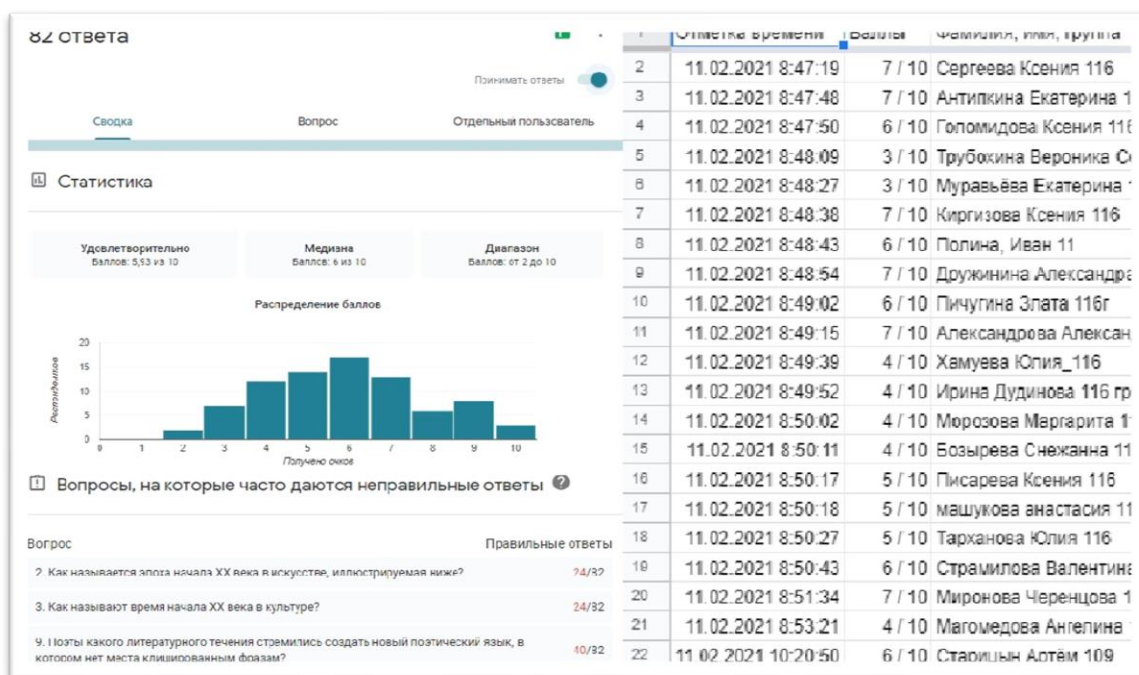 82 ответа
Принимать ответы
Сводка Вопрос Отдельный пользователь
Статистика
Удовлетворительно Медиана Диапазон
Баллов: 5,93 из 10 Баллов: 6 из 10 Баллов: от 2 до 10
Распределение баллов
20
15
10
5
0
Респондентов
0 1 2 3 4 5 6 7 8 9 10
Получено очков
Вопросы, на которые часто даются неправильные ответы
Вопрос Правильные ответы
2. Как называется эпоха начала XX века в искусстве, иллюстрируемая ниже? 24/82
3. Как называют время начала XX века в культуре? 24/82
9. Поэты какого литературного течения стремились создать новый поэтический язык, в
котором нет места клишированным фразам? 40/82
1 Отметка времени Баллы Фамилия, имя, группа
2 11.02.2021 8:47:19 7 / 10 Сергеева Ксения 116
3 11.02.2021 8:47:48 7 / 10 Антипкина Екатерина 1
4 11.02.2021 8:47:50 6 / 10 Голомидова Ксения 116
5 11.02.2021 8:48:09 3 / 10 Трубокина Вероника
6 11.02.2021 8:48:27 3 / 10 Муравьёва Екатерина
7 11.02.2021 8:48:38 7 / 10 Киргизова Ксения 116
8 11.02.2021 8:48:43 6 / 10 Полина, Иван 11
9 11.02.2021 8:48:54 7 / 10 Дружинина Александра
10 11.02.2021 8:49:02 6 / 10 Пичугина Злата 116г
11 11.02.2021 8:49:15 7 / 10 Александрова Алексан
12 11.02.2021 8:49:39 4 / 10 Хамуева Юлия_116
13 11.02.2021 8:49:52 4 / 10 Ирина Дудинова 116 гр
14 11.02.2021 8:50:02 4 / 10 Морозова Маргарита 1
15 11.02.2021 8:50:11 4 / 10 Бозырева Снежанна 11
16 11.02.2021 8:50:17 5 / 10 Писарева Ксения 116
17 11.02.2021 8:50:18 5 / 10 машукова анастасия 11
18 11.02.2021 8:50:27 5 / 10 Тарханова Юлия 116
19 11.02.2021 8:50:43 6 / 10 Страмилова Валентина
20 11.02.2021 8:51:34 7 / 10 Миронова Черенцова 1
21 11.02.2021 8:53:21 4 / 10 Магомедова Ангелина
22 11.02.2021 10:20:50 6 / 10 Старицын Артём 109